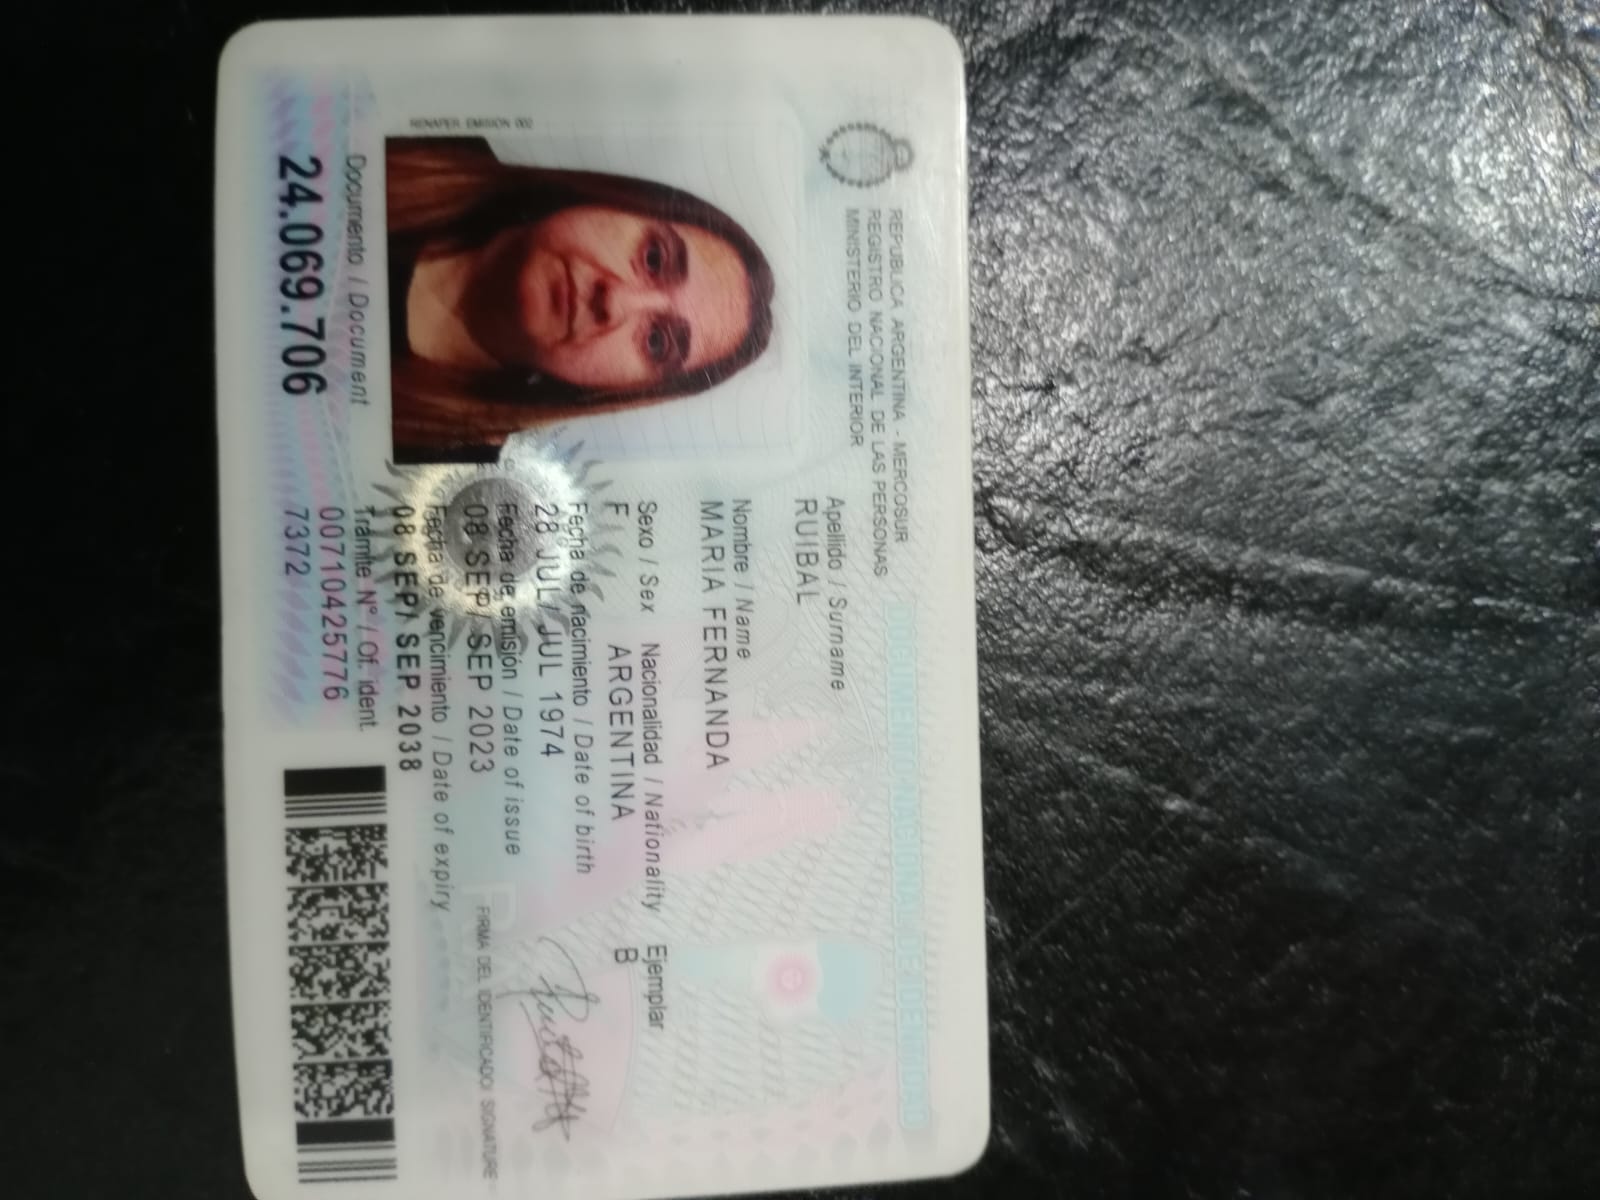 REPUBLICA ARGENTINA - MERCOSUR
REGISTRO NACIONAL DE LAS PERSONAS
MINISTERIO DEL INTERIOR
DOCUMENTO NACIONAL DE IDENTIDAD
RENAPER EMISION 002
Apellido / Surname
RUIBAL
Nombre / Name
MARIA FERNANDA
Sexo / Sex Nacionalidad / Nationality Ejemplar
F ARGENTINA B
Fecha de nacimiento / Date of birth
28 JUL/ JUL 1974
Fecha de emisión / Date of issue
08 SEP/ SEP 2023
Fecha de vencimiento / Date of expiry
08 SEP/ SEP 2038
FIRMA DEL IDENTIFICADO/ SIGNATURE
Documento / Document
24.069.706
Trámite Nº / Of. ident.
00710425776
7372